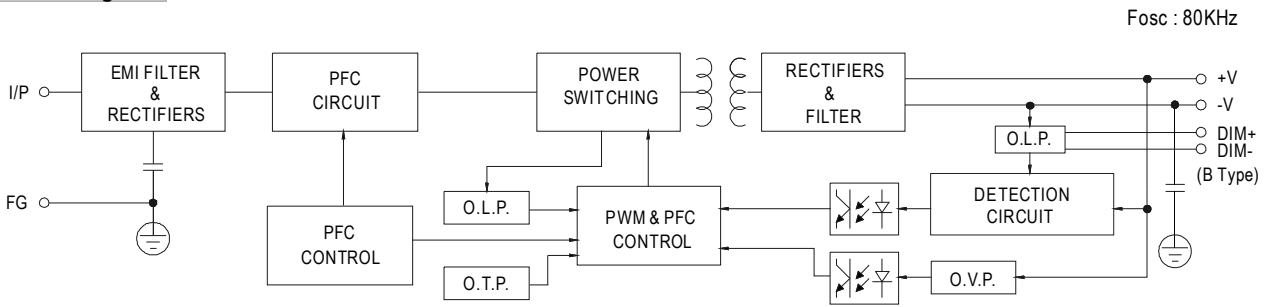 Fosc : 80KHz
I/P
EMI FILTER
&
RECTIFIERS
PFC
CIRCUIT
POWER
SWITCHING
RECTIFIERS
&
FILTER
+V
-V
O.L.P.
DIM+
DIM-
(B Type)
FG
PFC
CONTROL
O.L.P.
O.T.P.
PWM & PFC
CONTROL
DETECTION
CIRCUIT
O.V.P.